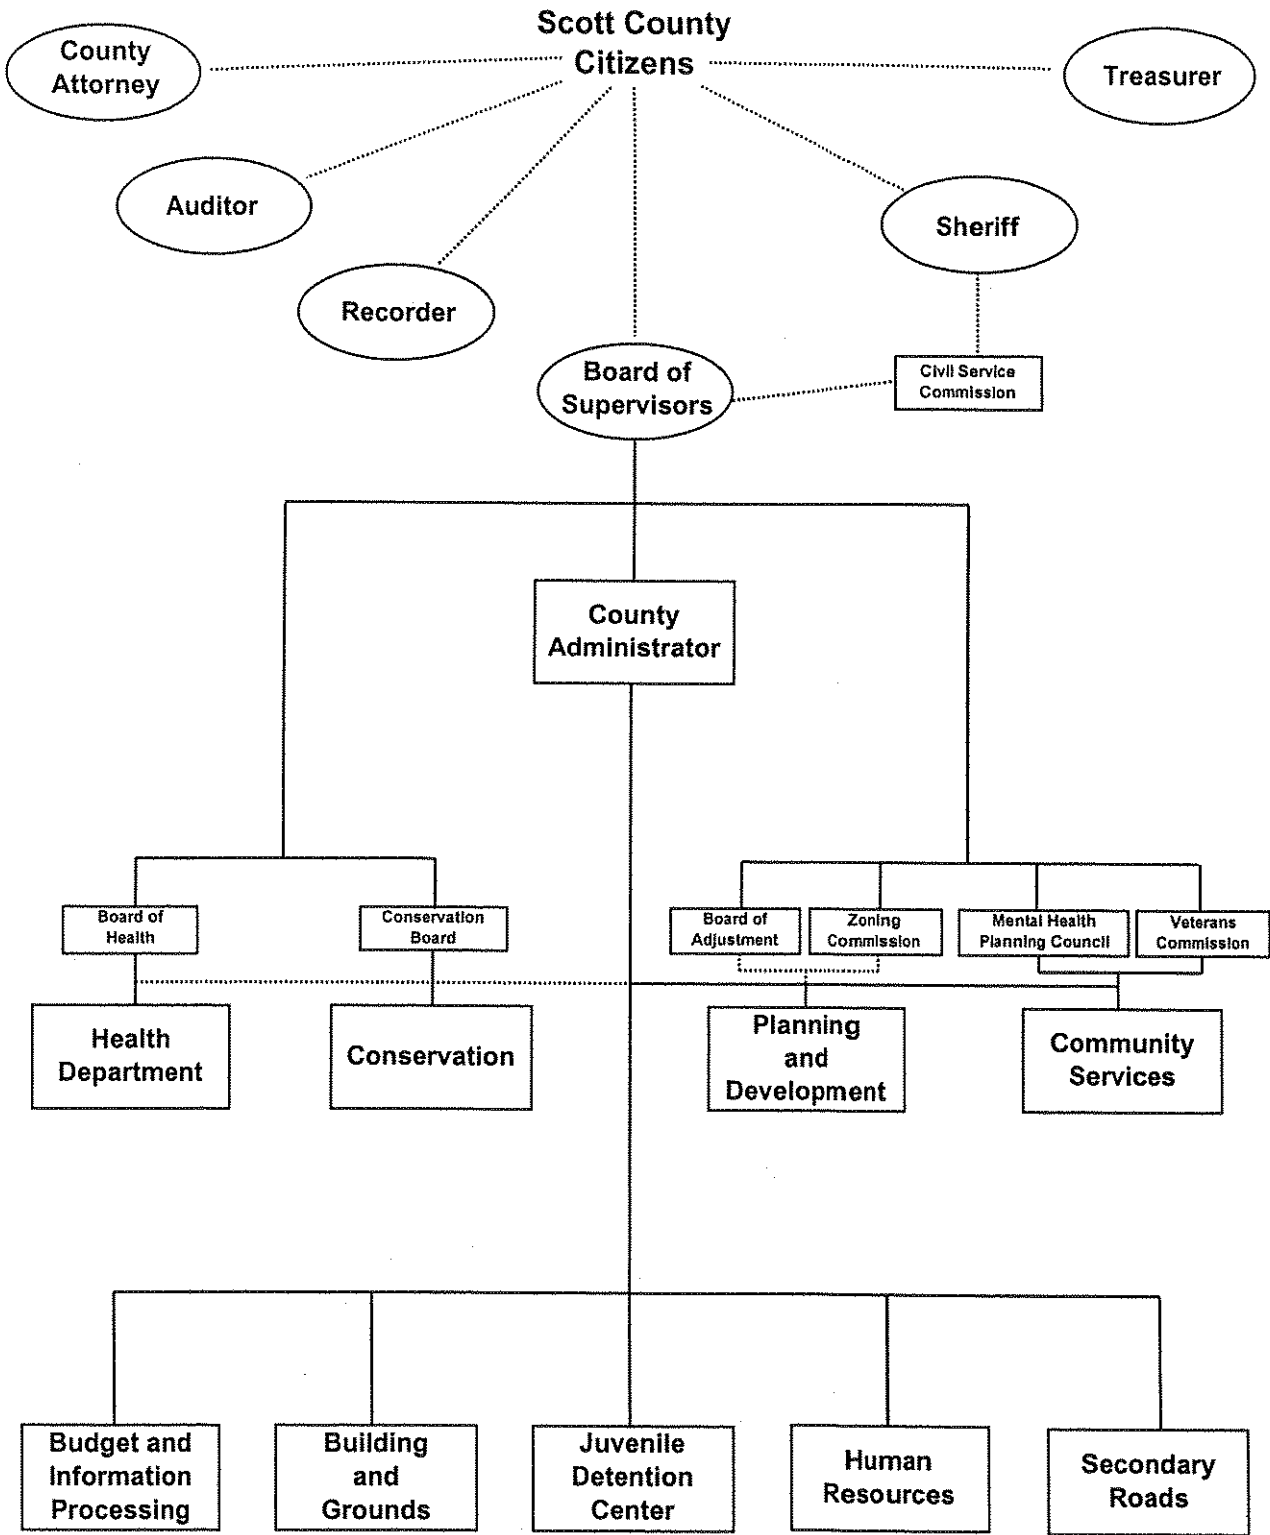 Scott County
Citizens
County
Attorney
Treasurer
Auditor
Sheriff
Recorder
Board of
Supervisors
Civil Service
Commission
County
Administrator
Board of
Health
Conservation
Board
Board of
Adjustment
Zoning
Commission
Mental Health
Planning Council
Veterans
Commission
Health
Department
Conservation
Planning
and
Development
Community
Services
Budget and
Information
Processing
Building
and
Grounds
Juvenile
Detention
Center
Human
Resources
Secondary
Roads